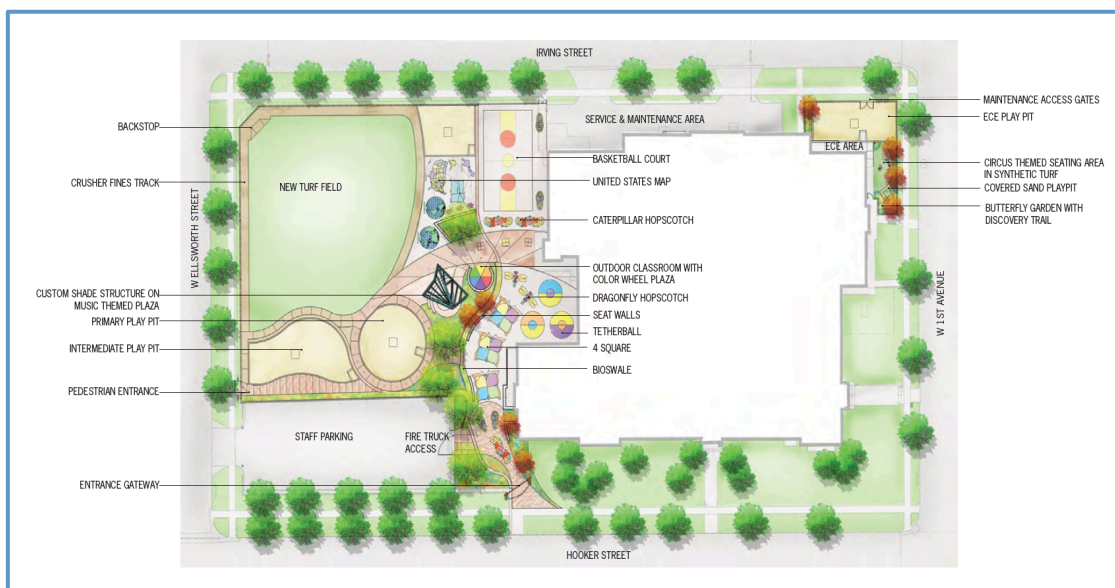 IRVING STREET
SERVICE & MAINTENANCE AREA
BACKSTOP
CRUSHER FINES TRACK
NEW TURF FIELD
W ELLSWORTH STREET
CUSTOM SHADE STRUCTURE ON
MUSIC THEMED PLAZA
PRIMARY PLAY PIT
INTERMEDIATE PLAY PIT
PEDESTRIAN ENTRANCE
STAFF PARKING
FIRE TRUCK
ACCESS
ENTRANCE GATEWAY
BASKETBALL COURT
UNITED STATES MAP
CATERPILLAR HOPSCOTCH
OUTDOOR CLASSROOM WITH
COLOR WHEEL PLAZA
DRAGONFLY HOPSCOTCH
SEAT WALLS
TETHERBALL
4 SQUARE
BIOSWALE
MAINTENANCE ACCESS GATES
ECE PLAY PIT
ECE AREA
CIRCUS THEMED SEATING AREA
IN SYNTHETIC TURF
COVERED SAND PLAYPIT
BUTTERFLY GARDEN WITH
DISCOVERY TRAIL
W 1ST AVENUE
HOOKER STREET